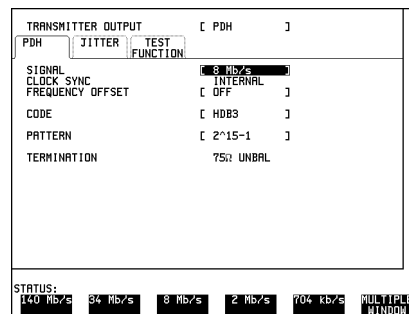 TRANSMITTER OUTPUT [ PDH ]
PDH JITTER TEST FUNCTION
SIGNAL [ 8 Mb/s ]
CLOCK SYNC INTERNAL
FREQUENCY OFFSET [ OFF ]
CODE [ HDB3 ]
PATTERN [ 2^15-1 ]
TERMINATION 75Ω UNBAL
STATUS:
140 Mb/s 34 Mb/s 8 Mb/s 2 Mb/s 704 kb/s MULTIPLE WINDOW